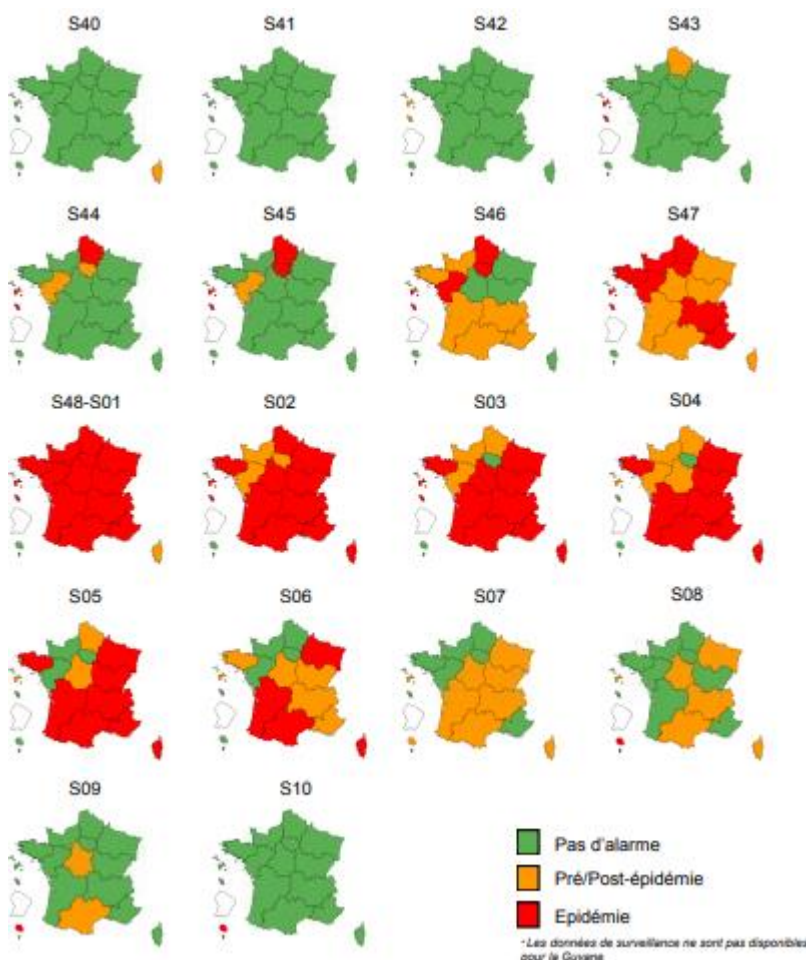 S40 S41 S42 S43
S44 S45 S46 S47
S48-S01 S02 S03 S04
S05 S06 S07 S08
S09 S10
Pas d'alarme
Pré/Post-épidémie
Epidémie
*Les données de surveillance ne sont pas disponibles
pour la Guyane